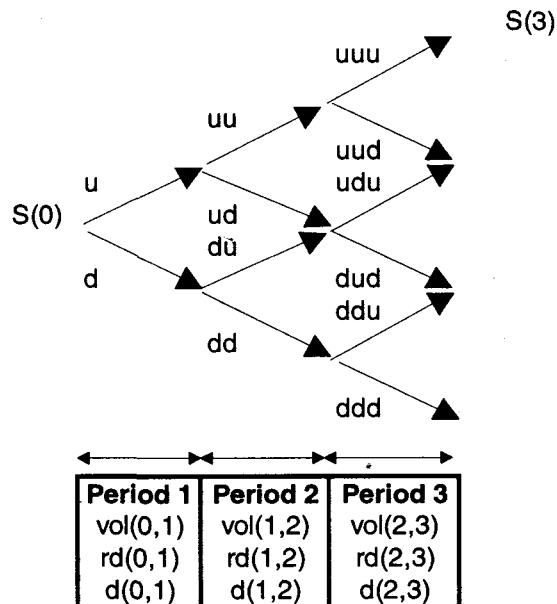 S(3)
uuu
uu
uud
u
udu
S(0)
ud
dü
d
dud
ddu
dd
ddd
Period 1 Period 2 Period 3
vol(0,1) vol(1,2) vol(2,3)
rd(0,1) rd(1,2) rd(2,3)
d(0,1) d(1,2) d(2,3)